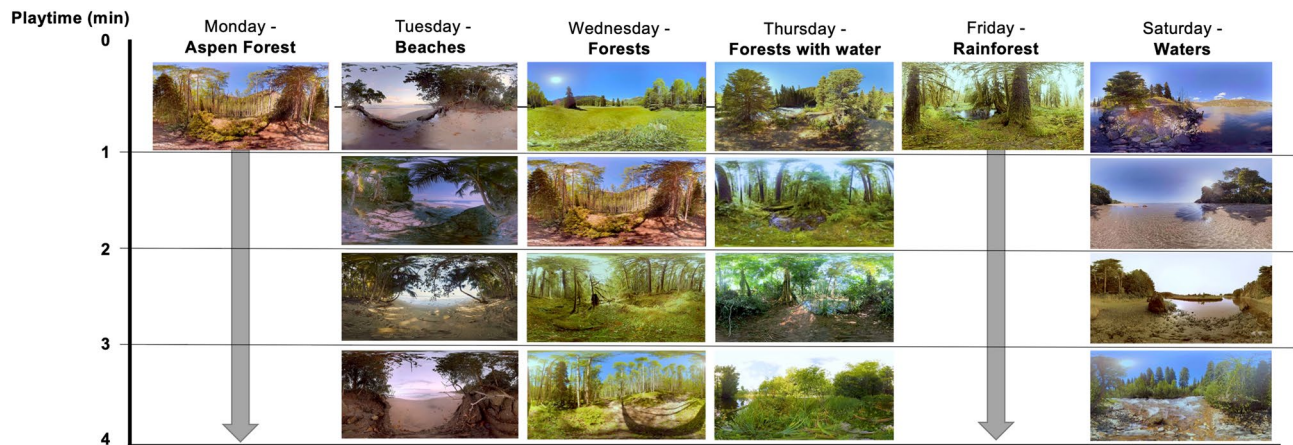 Playtime (min)
0
1
2
3
4
Monday -
Aspen Forest
Tuesday -
Beaches
Wednesday -
Forests
Thursday -
Forests with water
Friday -
Rainforest
Saturday -
Waters